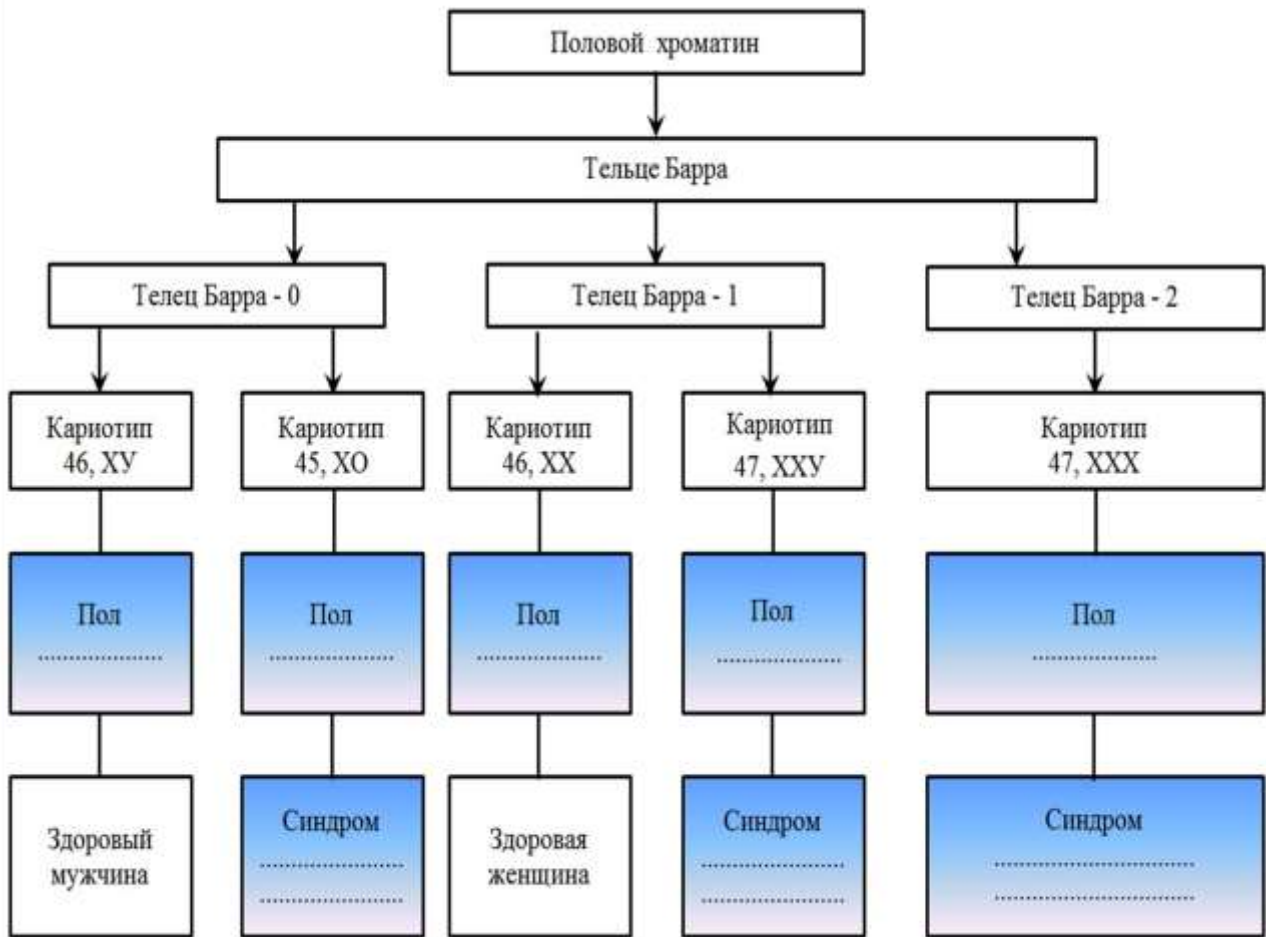 Половой хроматин
Тельце Барра
Телец Барра - 0
Телец Барра - 1
Телец Барра - 2
Кариотип
46, ХУ
Кариотип
45, ХО
Кариотип
46, ХХ
Кариотип
47, ХХУ
Кариотип
47, ХХХ
Пол
......................
Пол
......................
Пол
......................
Пол
......................
Пол
......................
Здоровый
мужчина
Синдром
..........................
..........................
Здоровая
женщина
Синдром
..........................
..........................
Синдром
....................................
....................................